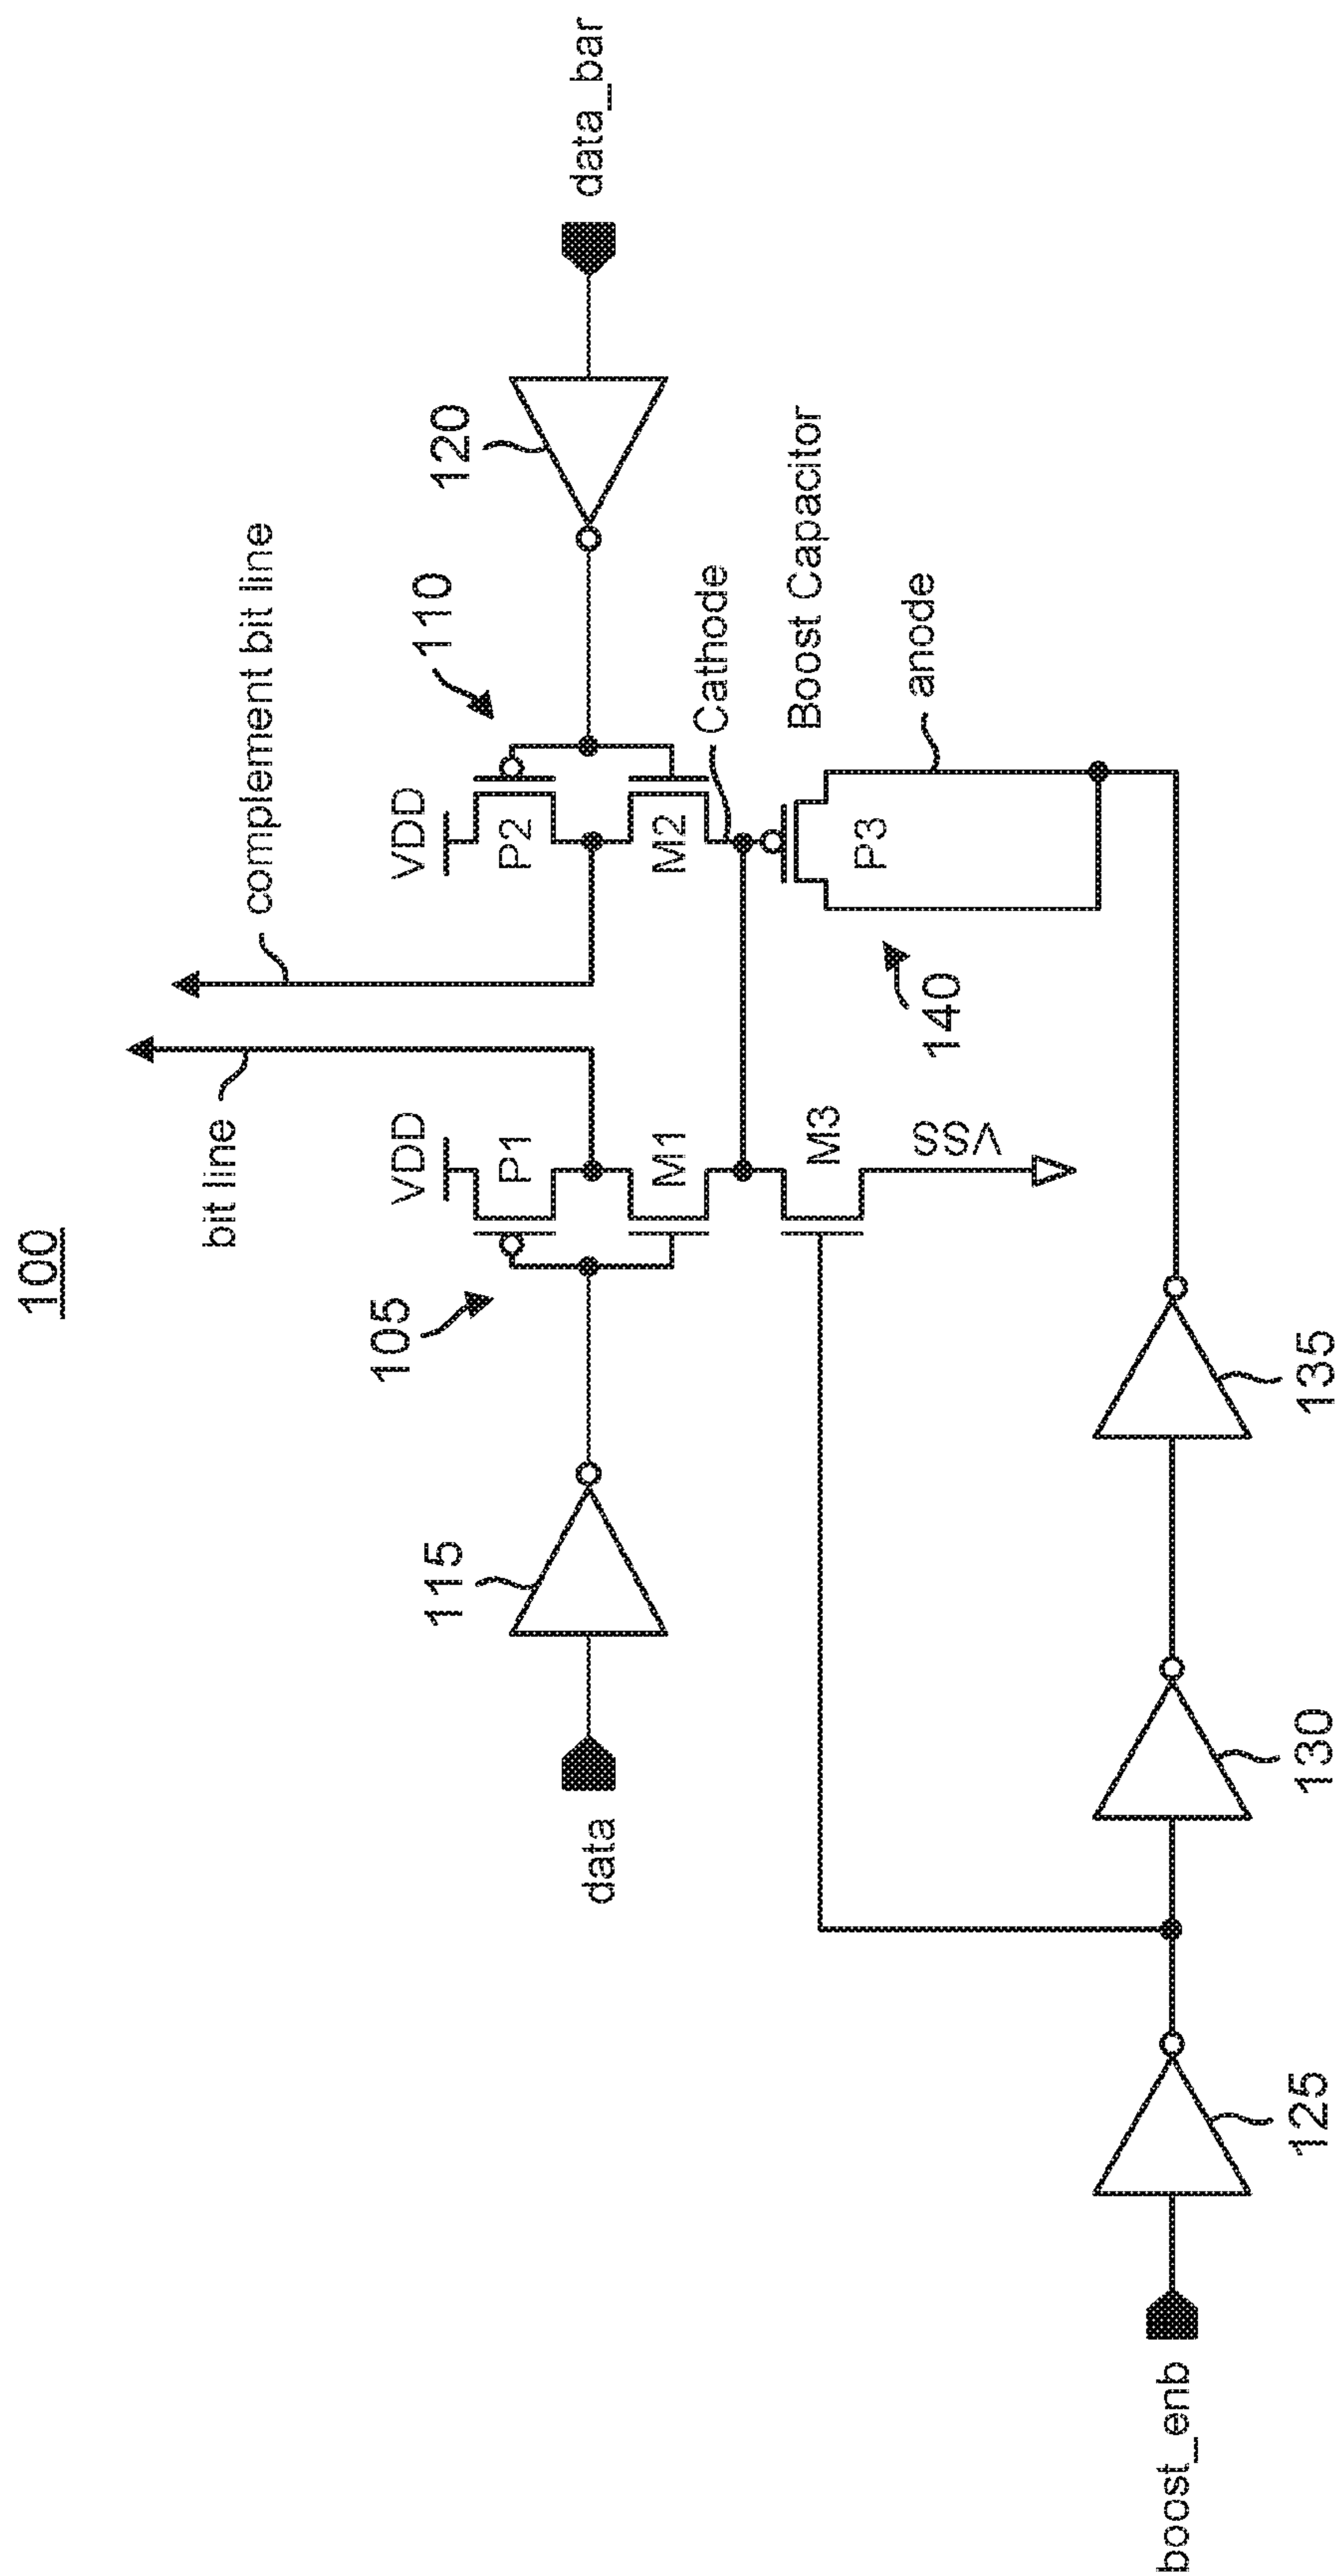 100
bit line
complement bit line
105
VDD
P1
M1
M3
VSS
VDD
P2
M2
110
Cathode
Boost Capacitor
P3
anode
140
115
data
120
data_bar
boost_enb
125
130
135